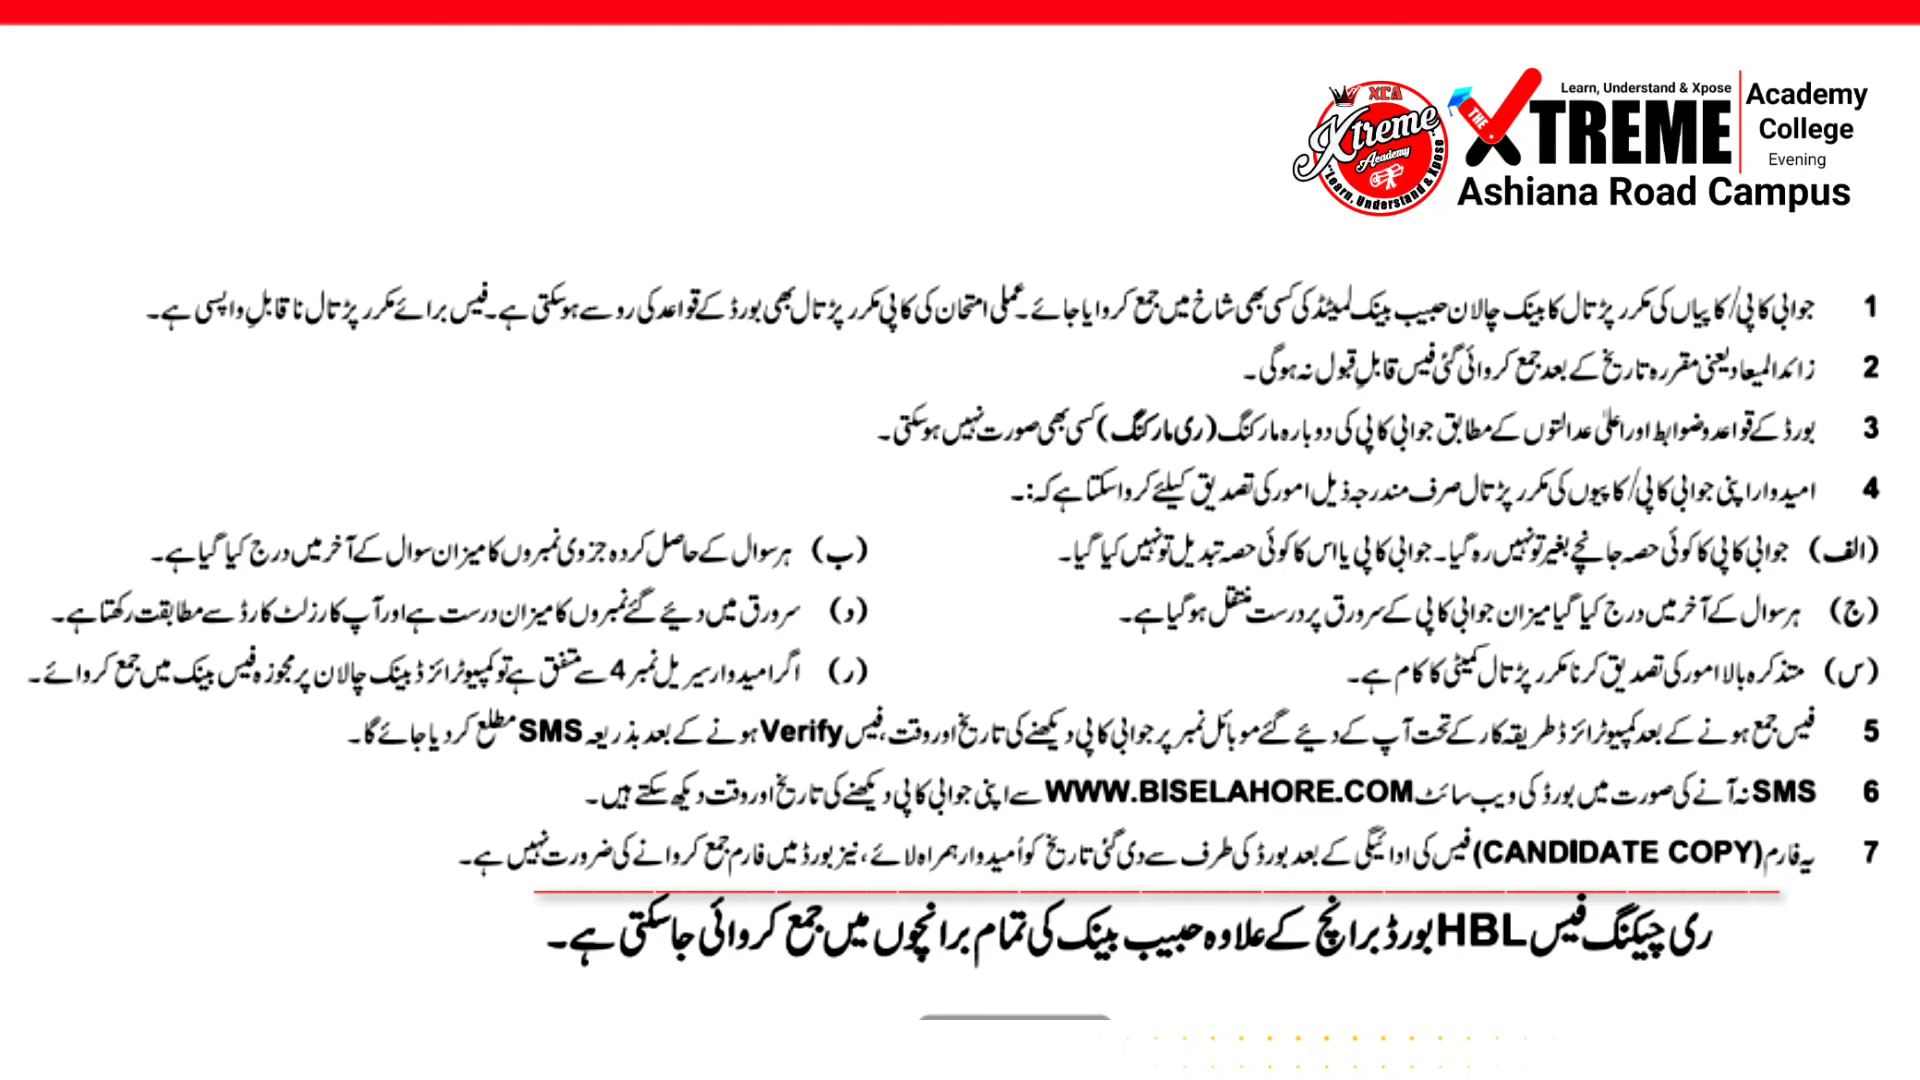 XCA
Xtreme
Academy
"Learn, Understand & Xpose"
Learn, Understand & Xpose
THE XTREME
Academy
College
Evening
Ashiana Road Campus
1 جوابی کاپی/کاپیاں کی مکرر پڑتال کا بینک چالان حبیب بینک لمیٹڈ کی کسی بھی شاخ میں جمع کروایا جائے۔ عملی امتحان کی کاپی مکرر پڑتال بھی بورڈ کے قواعد کی رو سے ہو سکتی ہے۔ فیس برائے مکرر پڑتال نا قابلِ واپسی ہے۔
2 زائد المیعاد یعنی مقررہ تاریخ کے بعد جمع کروائی گئی فیس قابلِ قبول نہ ہوگی۔
3 بورڈ کے قواعد و ضوابط اور اعلیٰ عدالتوں کے مطابق جوابی کاپی کی دوبارہ مارکنگ (ری مارکنگ) کسی بھی صورت نہیں ہو سکتی۔
4 امیدوار اپنی جوابی کاپی/کاپیوں کی مکرر پڑتال صرف مندرجہ ذیل امور کی تصدیق کیلئے کروا سکتا ہے کہ:۔
(الف) جوابی کاپی کا کوئی حصہ جانچے بغیر تو نہیں رہ گیا۔ جوابی کاپی یا اس کا کوئی حصہ تبدیل تو نہیں کیا گیا۔ (ب) ہر سوال کے حاصل کردہ جزوی نمبروں کا میزان سوال کے آخر میں درج کیا گیا ہے۔
(ج) ہر سوال کے آخر میں درج کیا گیا میزان جوابی کاپی کے سرورق پر درست منتقل ہو گیا ہے۔ (د) سرورق میں دیئے گئے نمبروں کا میزان درست ہے اور آپ کا رزلٹ کارڈ سے مطابقت رکھتا ہے۔
(س) متذکرہ بالا امور کی تصدیق کرنا مکرر پڑتال کمیٹی کا کام ہے۔ (ر) اگر امیدوار سیریل نمبر 4 سے متفق ہے تو کمپیوٹرائزڈ بینک چالان پر مجوزہ فیس بینک میں جمع کروائے۔
5 فیس جمع ہونے کے بعد کمپیوٹرائزڈ طریقہ کار کے تحت آپ کے دیئے گئے موبائل نمبر پر جوابی کاپی دیکھنے کی تاریخ اور وقت، فیس Verify ہونے کے بعد بذریعہ SMS مطلع کر دیا جائے گا۔
6 SMS نہ آنے کی صورت میں بورڈ کی ویب سائٹ WWW.BISELAHORE.COM سے اپنی جوابی کاپی دیکھنے کی تاریخ اور وقت دیکھ سکتے ہیں۔
7 یہ فارم (CANDIDATE COPY) فیس کی ادائیگی کے بعد بورڈ کی طرف سے دی گئی تاریخ کو اُمیدوار ہمراہ لائے، نیز بورڈ میں فارم جمع کروانے کی ضرورت نہیں ہے۔
ری چیکنگ فیس HBL بورڈ برانچ کے علاوہ حبیب بینک کی تمام برانچوں میں جمع کروائی جا سکتی ہے۔